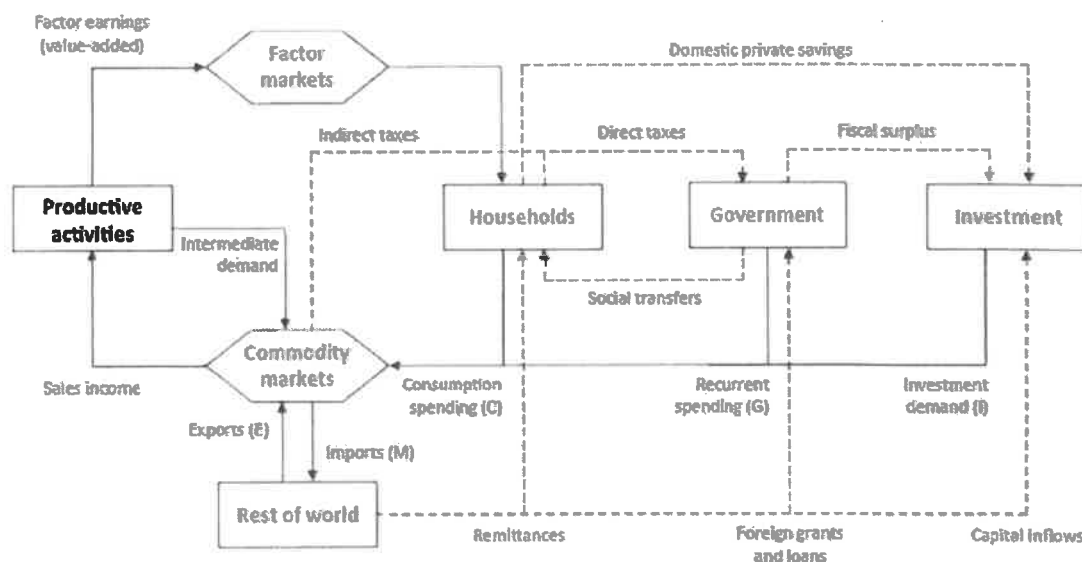 Factor earnings
(value-added)
Factor
markets
Domestic private savings
Indirect taxes
Direct taxes
Fiscal surplus
Productive
activities
Households
Government
Investment
Intermediate
demand
Social transfers
Commodity
markets
Sales income
Consumption
spending (C)
Recurrent
spending (G)
Investment
demand (I)
Exports (E)
Imports (M)
Rest of world
Remittances
Foreign grants
and loans
Capital inflows